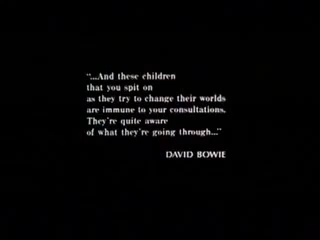 "...And these children
that you spit on
as they try to change their worlds
are immune to your consultations.
They're quite aware
of what they're going through..."
DAVID BOWIE